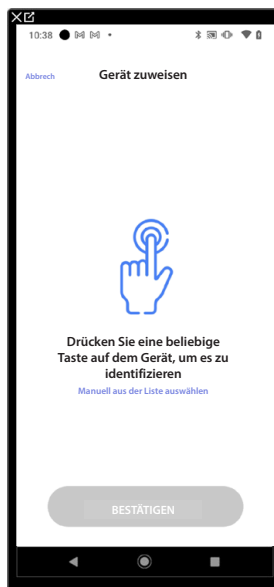 10:38
Abbrech
Gerät zuweisen
Drücken Sie eine beliebige
Taste auf dem Gerät, um es zu
identifizieren
Manuell aus der Liste auswählen
BESTÄTIGEN